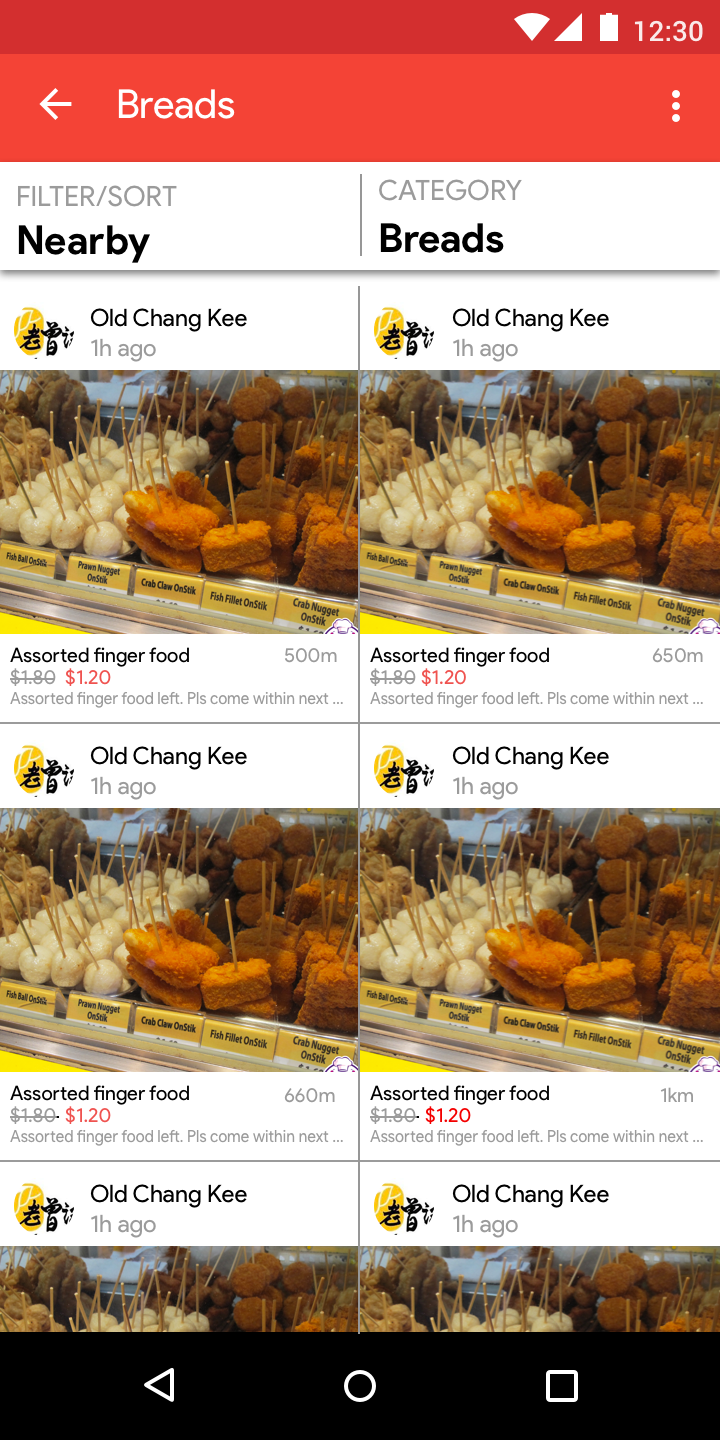 12:30
Breads
FILTER/SORT
Nearby
CATEGORY
Breads
老曾记
Old Chang Kee
1h ago
Fish Ball OnStik
Prawn Nugget
OnStik
Crab Claw OnStik
Fish Fillet OnStik
Crab Nugget
OnStik
Assorted finger food
500m
$1.80 $1.20
Assorted finger food left. Pls come within next ...
老曾记
Old Chang Kee
1h ago
Fish Ball OnStik
Prawn Nugget
OnStik
Crab Claw OnStik
Fish Fillet OnStik
Crab Nugget
OnStik
Assorted finger food
650m
$1.80 $1.20
Assorted finger food left. Pls come within next ...
老曾记
Old Chang Kee
1h ago
Fish Ball OnStik
Prawn Nugget
OnStik
Crab Claw OnStik
Fish Fillet OnStik
Crab Nugget
OnStik
Assorted finger food
660m
$1.80 $1.20
Assorted finger food left. Pls come within next ...
老曾记
Old Chang Kee
1h ago
Fish Ball OnStik
Prawn Nugget
OnStik
Crab Claw OnStik
Fish Fillet OnStik
Crab Nugget
OnStik
Assorted finger food
1km
$1.80 $1.20
Assorted finger food left. Pls come within next ...
老曾记
Old Chang Kee
1h ago
老曾记
Old Chang Kee
1h ago